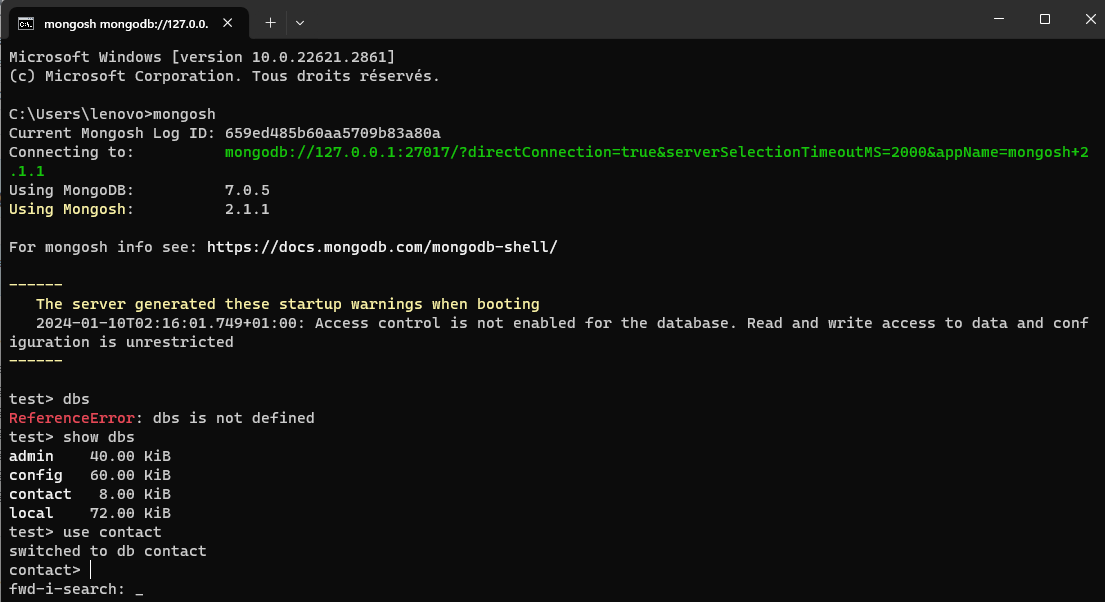 mongosh mongodb://127.0.0.
Microsoft Windows [version 10.0.22621.2861]
(c) Microsoft Corporation. Tous droits réservés.
C:\Users\lenovo>mongosh
Current Mongosh Log ID: 659ed485b60aa5709b83a80a
Connecting to:          mongodb://127.0.0.1:27017/?directConnection=true&serverSelectionTimeoutMS=2000&appName=mongosh+2
.1.1
Using MongoDB:          7.0.5
Using Mongosh:          2.1.1
For mongosh info see: https://docs.mongodb.com/mongodb-shell/
------
   The server generated these startup warnings when booting
   2024-01-10T02:16:01.749+01:00: Access control is not enabled for the database. Read and write access to data and conf
iguration is unrestricted
------
test> dbs
ReferenceError: dbs is not defined
test> show dbs
admin    40.00 KiB
config   60.00 KiB
contact   8.00 KiB
local    72.00 KiB
test> use contact
switched to db contact
contact>
fwd-i-search: _